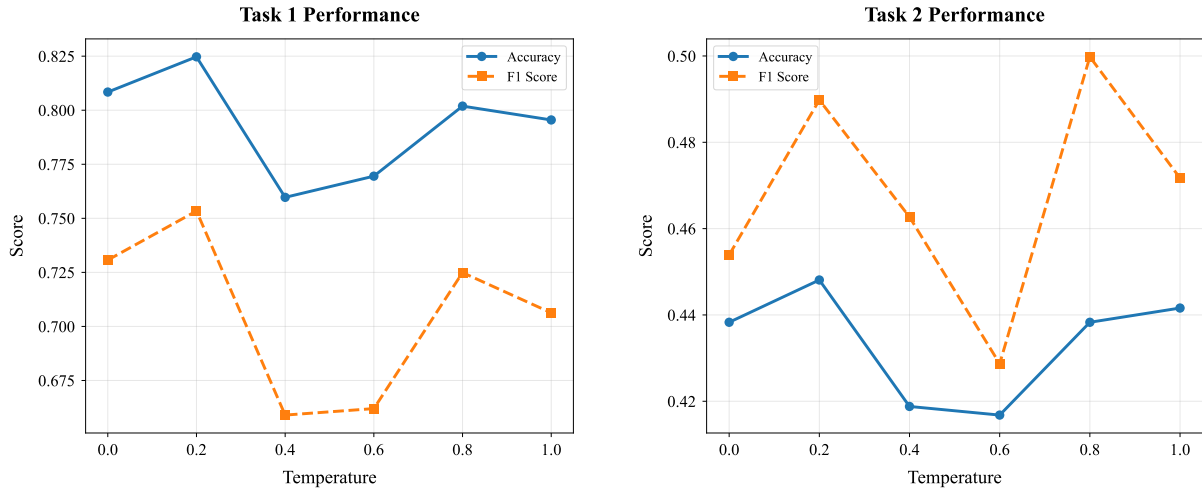 Task 1 Performance
Accuracy
F1 Score
0.825
0.800
0.775
0.750
0.725
0.700
0.675
Score
0.0 0.2 0.4 0.6 0.8 1.0
Temperature
Task 2 Performance
Accuracy
F1 Score
0.50
0.48
0.46
0.44
0.42
Score
0.0 0.2 0.4 0.6 0.8 1.0
Temperature